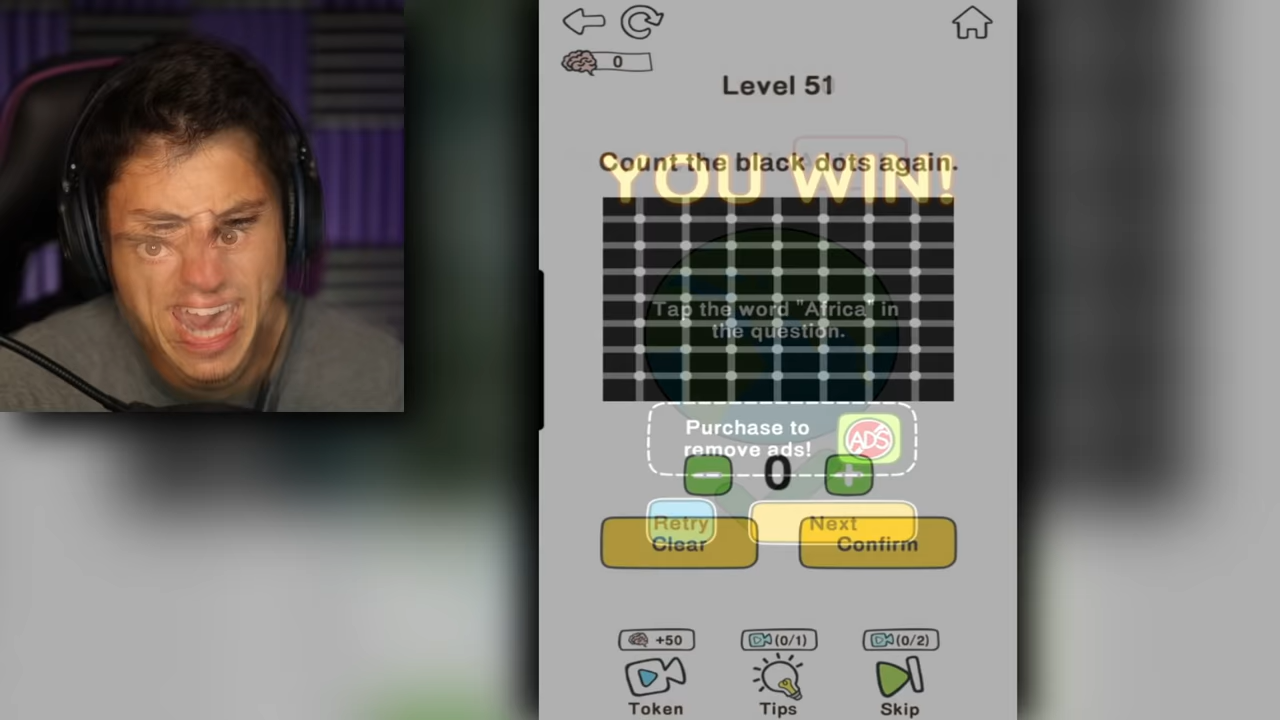 0
Level 51
Count the black dots again.
YOU WIN!
Tap the word "Africa" in
the question.
Purchase to
remove ads!
ADS
0
Retry
Next
Clear
Confirm
+50
(0/1)
(0/2)
Token
Tips
Skip